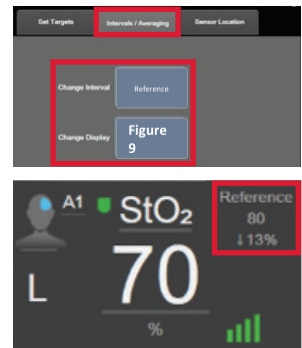 Set Targets Intervals / Averaging Sensor Location
Change Interval Reference
Change Display Figure
9
A1 StO₂ Reference
80
↓13%
L 70
%